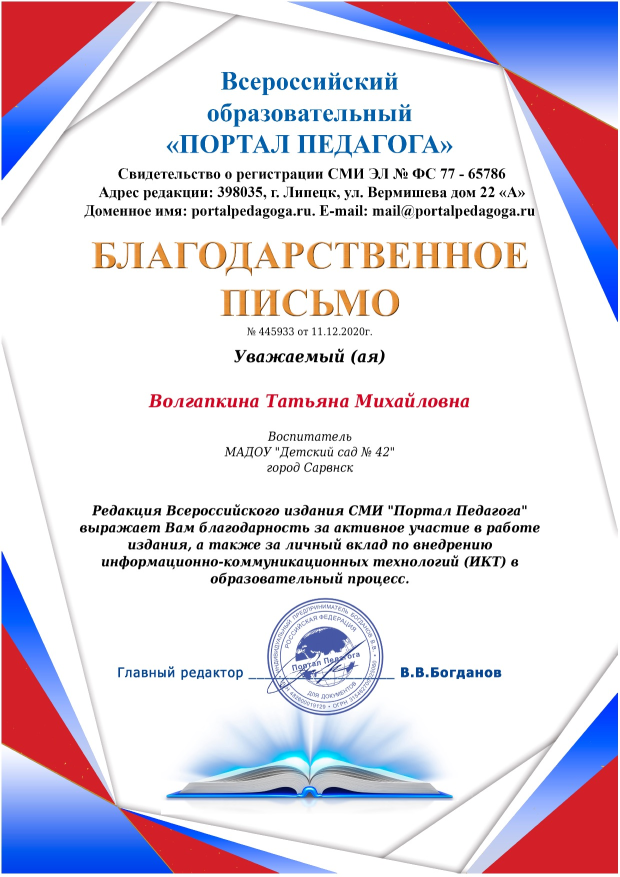 Всероссийский
образовательный
«ПОРТАЛ ПЕДАГОГА»
Свидетельство о регистрации СМИ ЭЛ № ФС 77 - 65786
Адрес редакции: 398035, г. Липецк, ул. Вермишева дом 22 «А»
Доменное имя: portalpedagoga.ru. E-mail: mail@portalpedagoga.ru
БЛАГОДАРСТВЕННОЕ
ПИСЬМО
№ 445933 от 11.12.2020г.
Уважаемый (ая)
Волгапкина Татьяна Михайловна
Воспитатель
МАДОУ "Детский сад № 42"
город Сарвнск
Редакция Всероссийского издания СМИ "Портал Педагога"
выражает Вам благодарность за активное участие в работе
издания, а также за личный вклад по внедрению
информационно-коммуникационных технологий (ИКТ) в
образовательный процесс.
ИНДИВИДУАЛЬНЫЙ ПРЕДПРИНИМАТЕЛЬ БОГДАНОВ В.В.
РОССИЙСКАЯ ФЕДЕРАЦИЯ
Портал Педагога
ДЛЯ ДОКУМЕНТОВ
Главный редактор В.В.Богданов